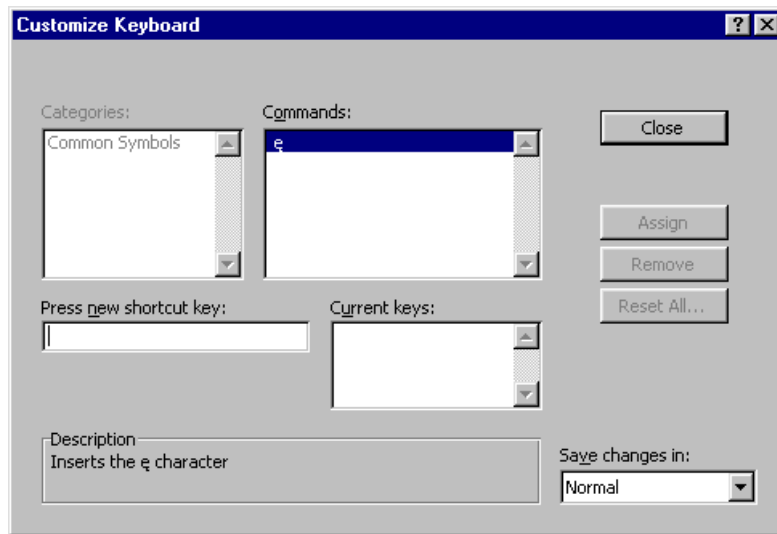 Customize Keyboard
Categories:
Commands:
Common Symbols
ę
Close
Assign
Remove
Reset All...
Press new shortcut key:
Current keys:
Description
Inserts the ę character
Save changes in:
Normal